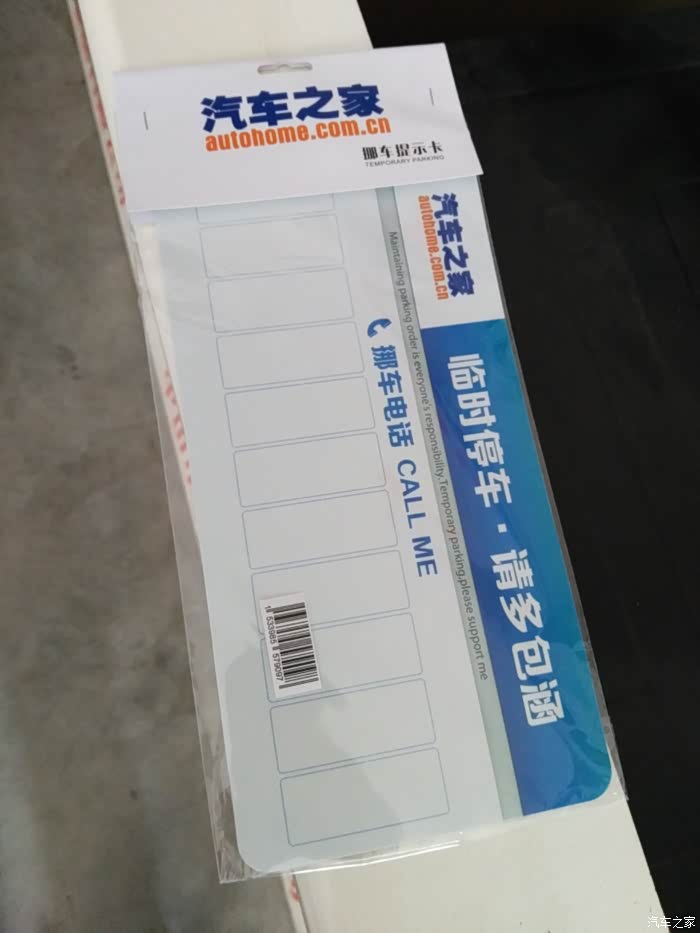 汽车之家
autohome.com.cn
挪车提示卡
TEMPORARY PARKING
汽车之家
autohome.com.cn
临时停车·请多包涵
Maintaining parking order is everyone's responsibility.Temporary parking,please support me
挪车电话 CALL ME
汽车之家